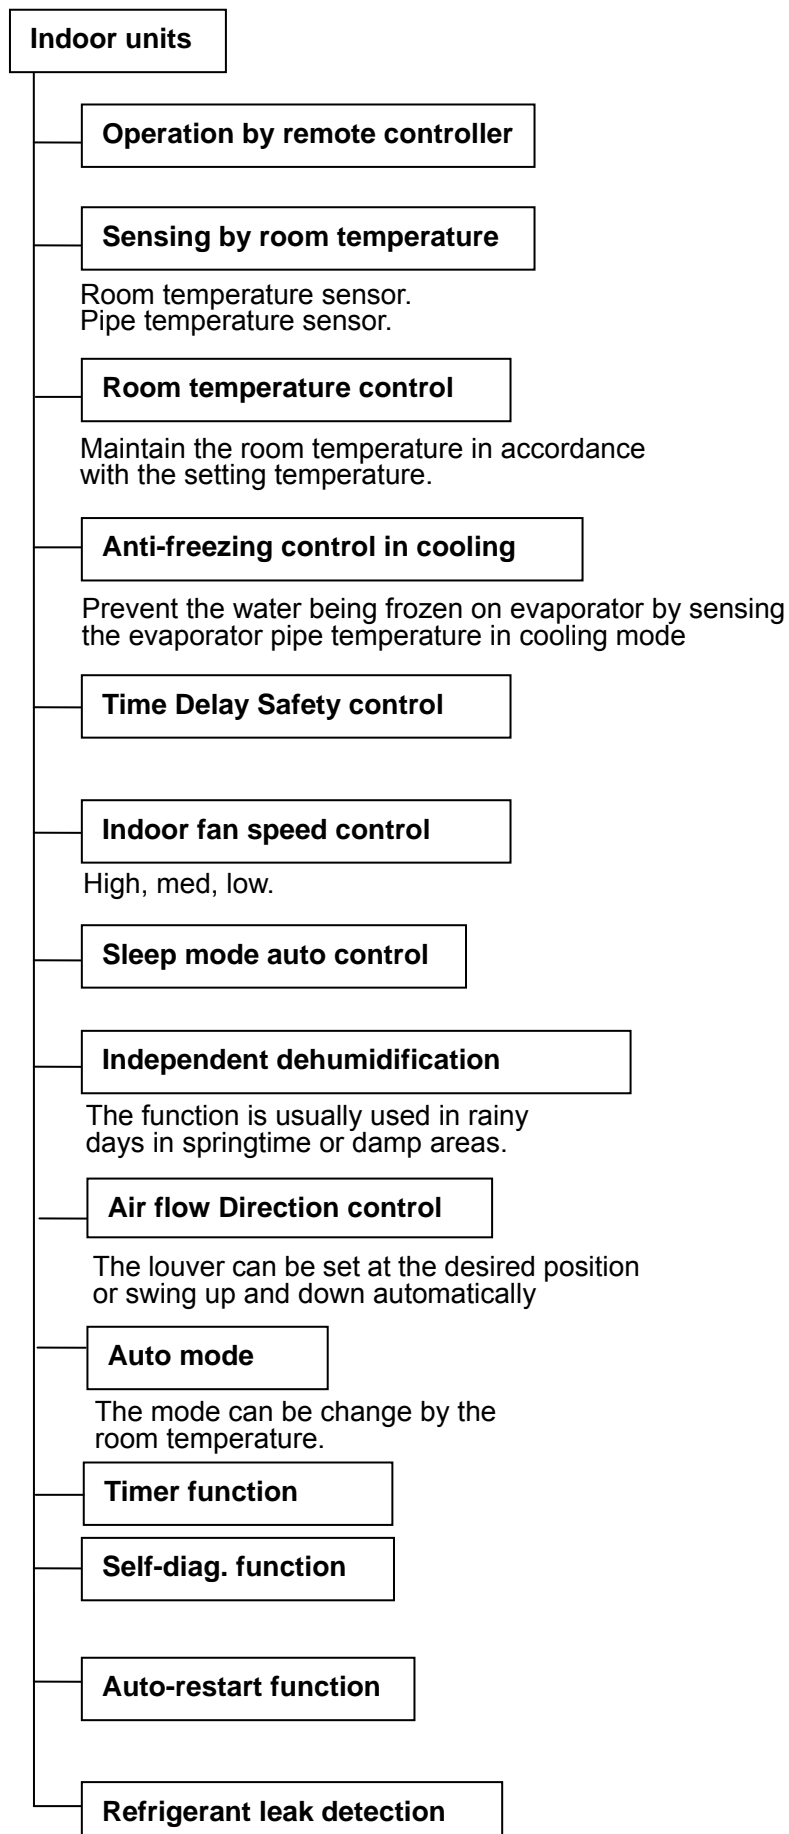 Indoor units
Operation by remote controller
Sensing by room temperature
Room temperature sensor.
Pipe temperature sensor.
Room temperature control
Maintain the room temperature in accordance
with the setting temperature.
Anti-freezing control in cooling
Prevent the water being frozen on evaporator by sensing
the evaporator pipe temperature in cooling mode
Time Delay Safety control
Indoor fan speed control
High, med, low.
Sleep mode auto control
Independent dehumidification
The function is usually used in rainy
days in springtime or damp areas.
Air flow Direction control
The louver can be set at the desired position
or swing up and down automatically
Auto mode
The mode can be change by the
room temperature.
Timer function
Self-diag. function
Auto-restart function
Refrigerant leak detection